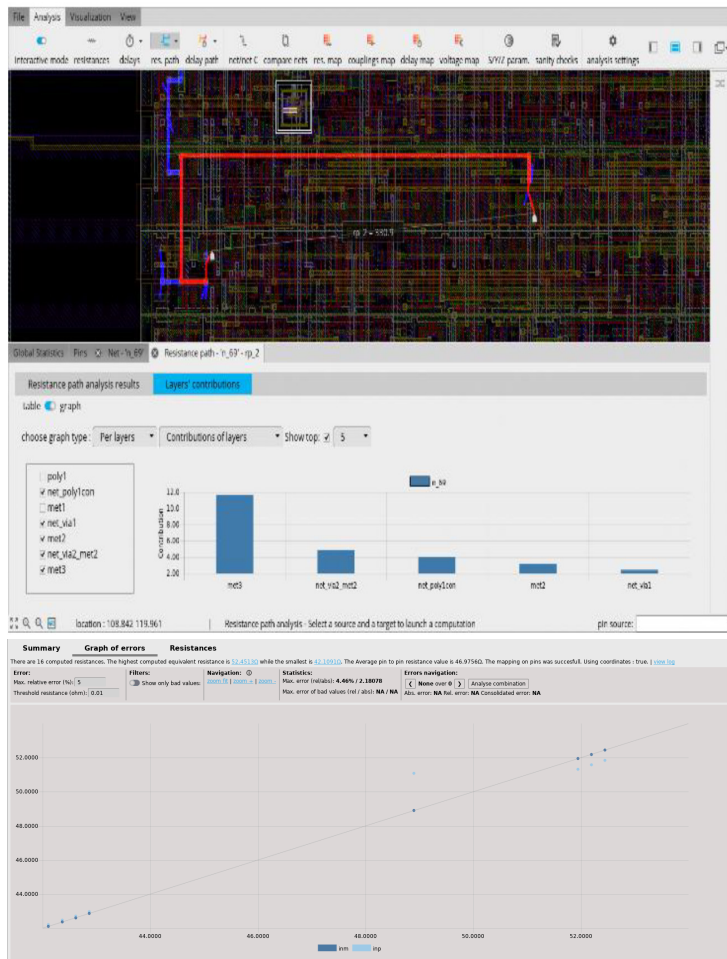 File Analysis Visualization View
interactive mode resistances delays res. path delay path net/net C compare nets res. map couplings map delay map voltage map S/Y/Z param. sanity checks analysis settings
rp_2 = 330.9
Global Statistics Pins Net - 'n_69' Resistance path - 'n_69' - rp_2
Resistance path analysis results Layers' contributions
table graph
choose graph type : Per layers Contributions of layers Show top: 5
poly1
net_poly1con
met1
net_via1
met2
net_via2_met2
met3
n_69
Contribution
12.0
10.0
8.00
6.00
4.00
2.00
met3 net_via2_met2 net_poly1con met2 net_via1
location : 108.842 119.961 | Resistance path analysis - Select a source and a target to launch a computation pin source:
Summary Graph of errors Resistances
There are 16 computed resistances. The highest computed equivalent resistance is 52.4513Ω while the smallest is 42.1091Ω. The Average pin to pin resistance value is 46.9756Ω. The mapping on pins was succesfull. Using coordinates : true. | view log
Error: Filters: Navigation: Statistics: Errors navigation:
Max. relative error (%): 5 Show only bad values: zoom fit | zoom + | zoom - Max. error (rel/abs): 4.46% / 2.18078 None over 0 Analyse combination
Threshold resistance (ohm): 0.01 Max. error of bad values (rel / abs): NA / NA Abs. error: NA Rel. error: NA Consolidated error: NA
52.0000
50.0000
48.0000
46.0000
44.0000
44.0000 46.0000 48.0000 50.0000 52.0000
inm inp